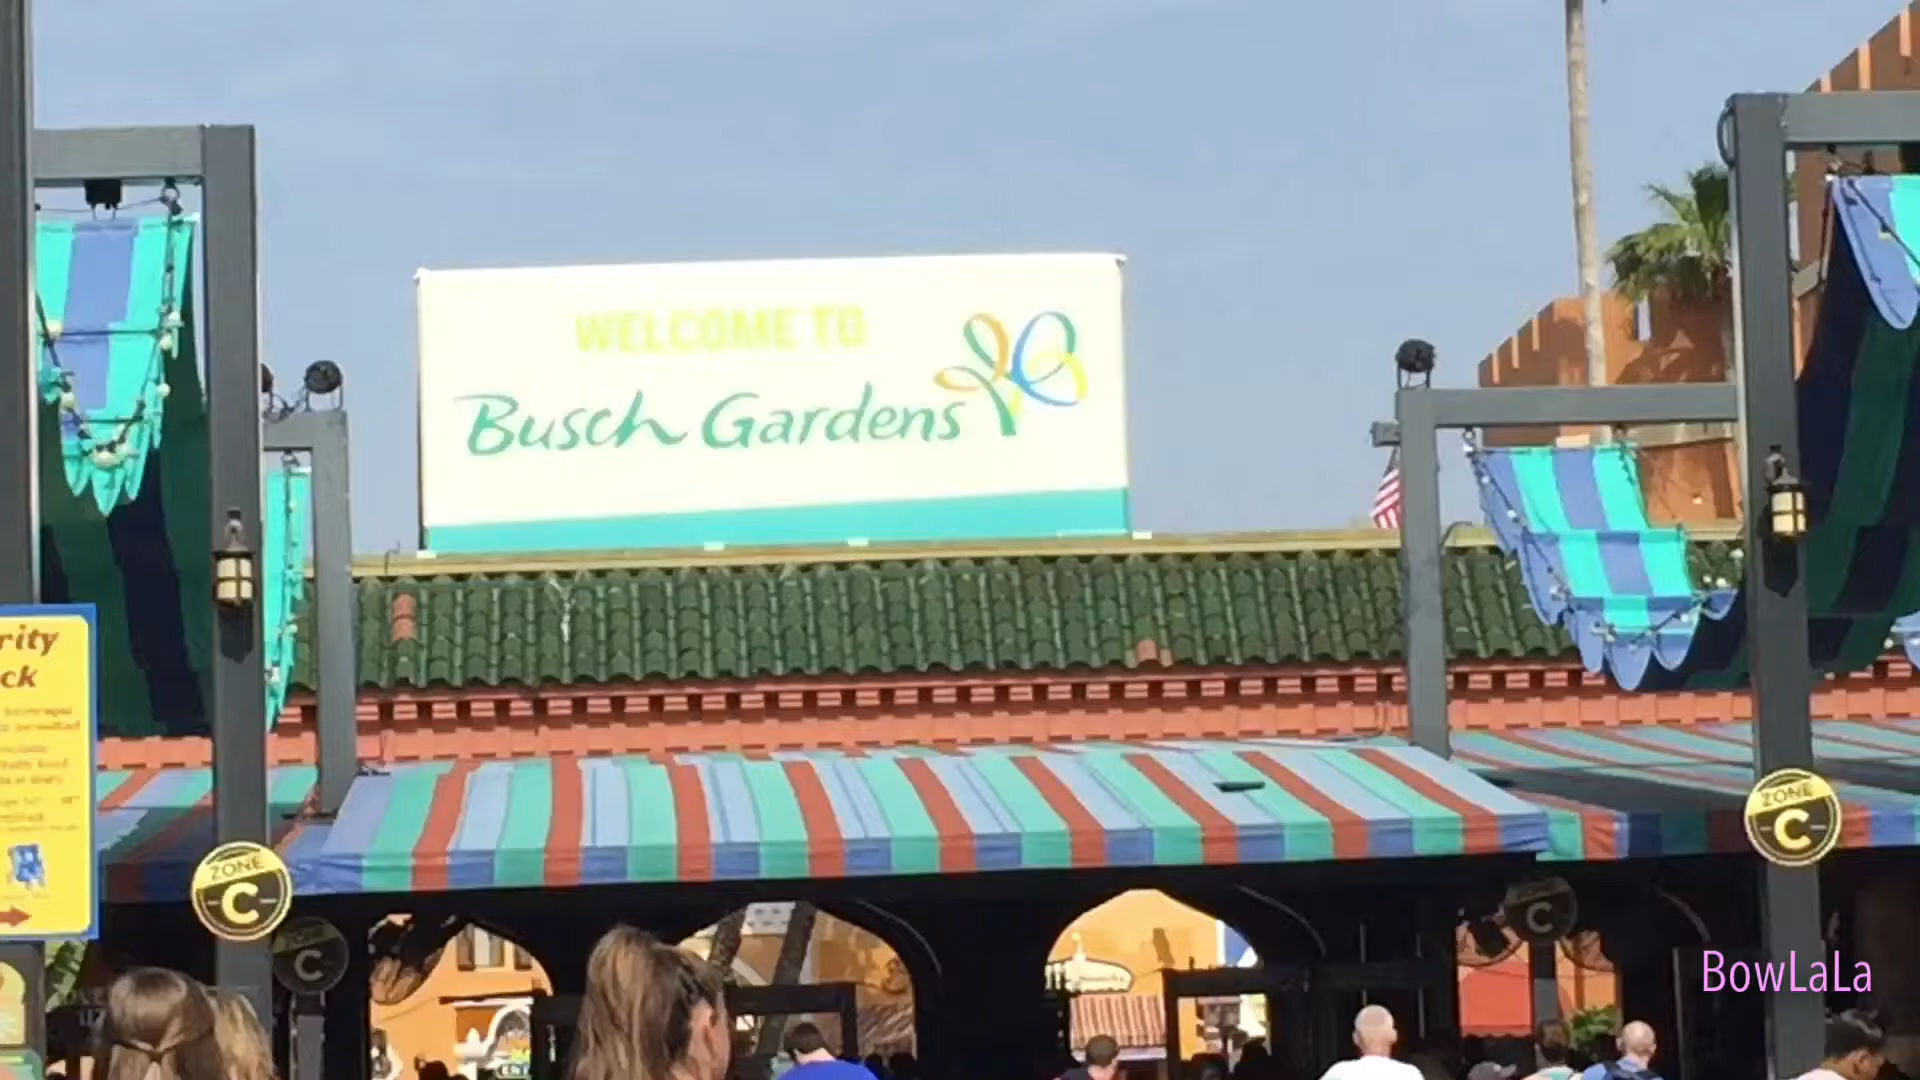 WELCOME TO
Busch Gardens
rity
ck
ZONE
C
ZONE
C
ZONE
C
C
BowLaLa